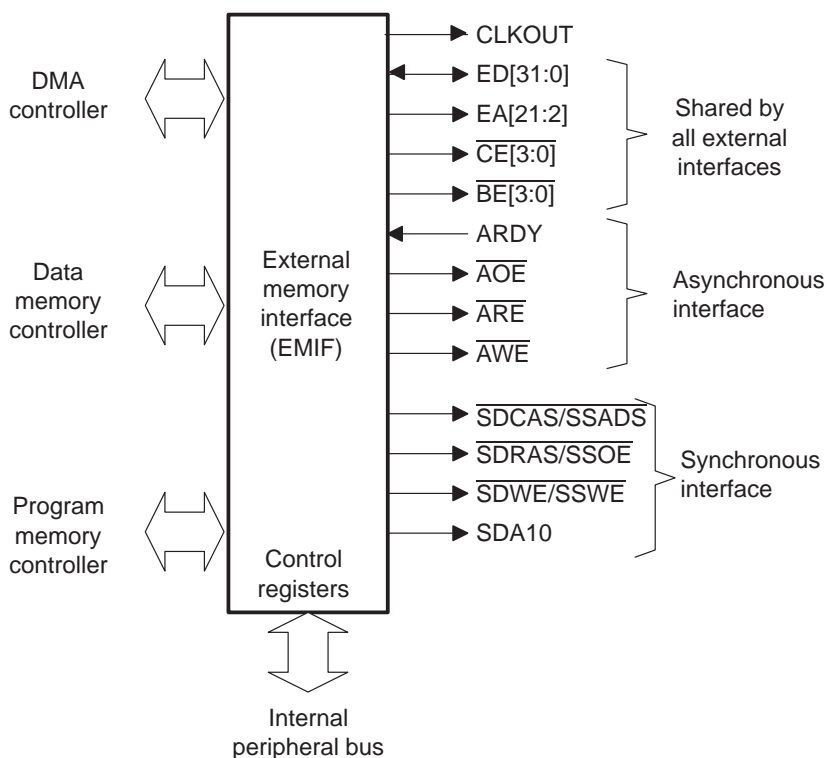 DMA
controller
Data
memory
controller
Program
memory
controller
External
memory
interface
(EMIF)
Control
registers
Internal
peripheral bus
CLKOUT
ED[31:0]
EA[21:2]
CE[3:0]
BE[3:0]
ARDY
AOE
ARE
AWE
SDCAS/SSADS
SDRAS/SSOE
SDWE/SSWE
SDA10
Shared by
all external
interfaces
Asynchronous
interface
Synchronous
interface